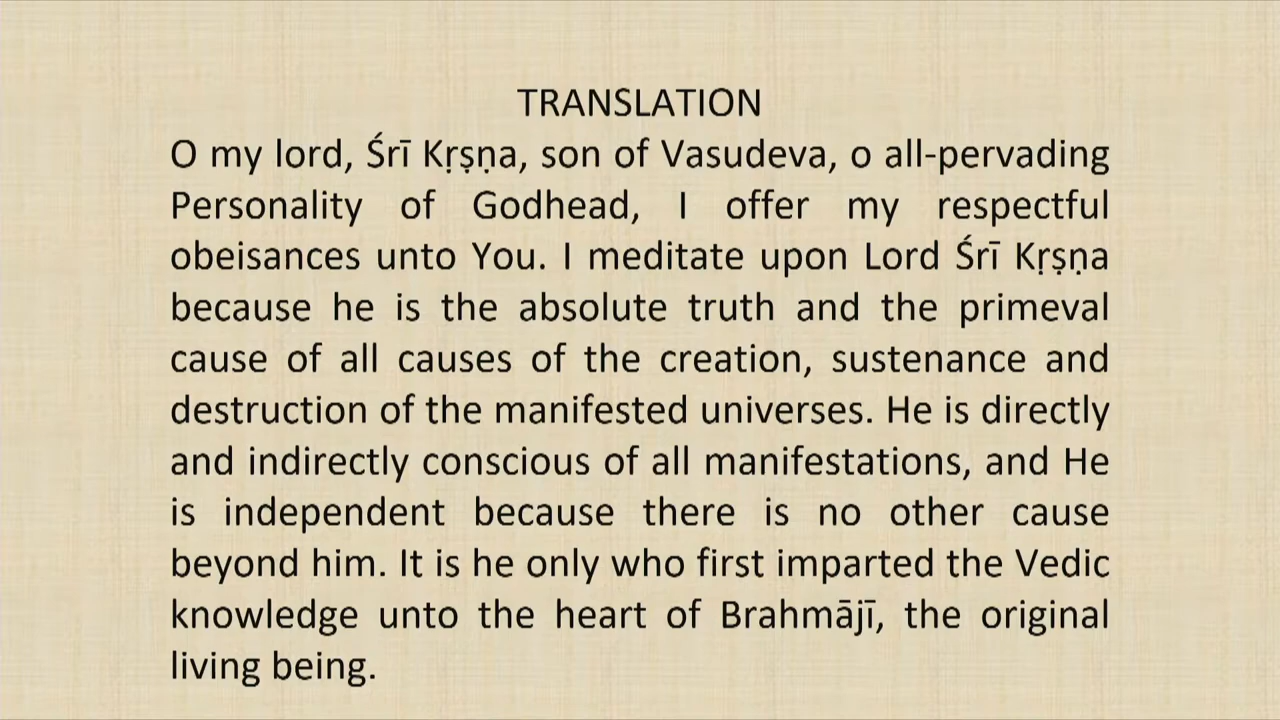 TRANSLATION
O my lord, Śrī Kṛṣṇa, son of Vasudeva, o all-pervading
Personality of Godhead, I offer my respectful
obeisances unto You. I meditate upon Lord Śrī Kṛṣṇa
because he is the absolute truth and the primeval
cause of all causes of the creation, sustenance and
destruction of the manifested universes. He is directly
and indirectly conscious of all manifestations, and He
is independent because there is no other cause
beyond him. It is he only who first imparted the Vedic
knowledge unto the heart of Brahmājī, the original
living being.